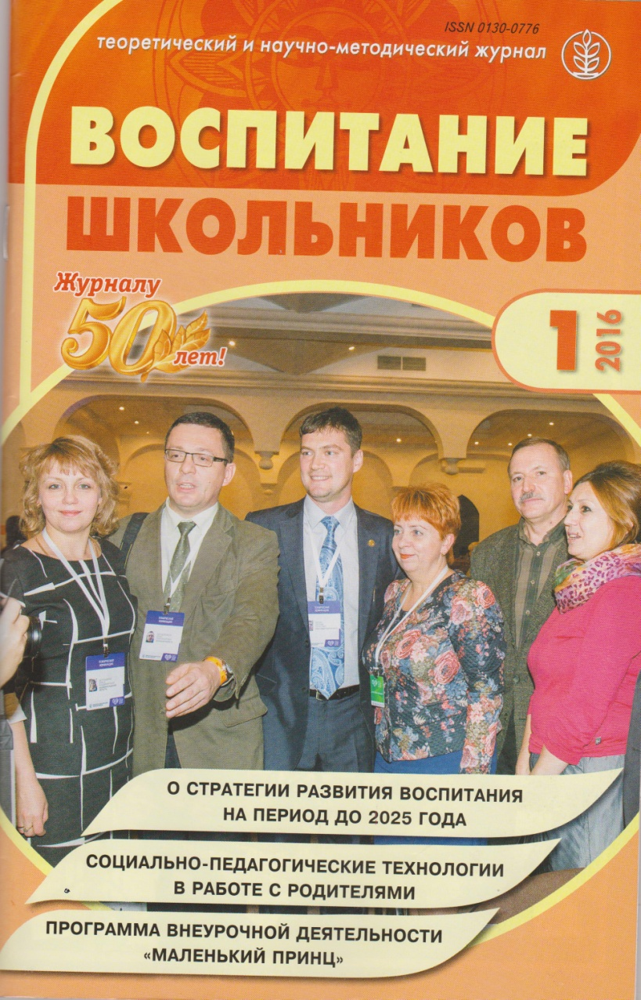 ISSN 0130-0776
теоретический и научно-методический журнал
ВОСПИТАНИЕ
ШКОЛЬНИКОВ
Журналу
50
лет!
1
2016
О СТРАТЕГИИ РАЗВИТИЯ ВОСПИТАНИЯ
НА ПЕРИОД ДО 2025 ГОДА
СОЦИАЛЬНО-ПЕДАГОГИЧЕСКИЕ ТЕХНОЛОГИИ
В РАБОТЕ С РОДИТЕЛЯМИ
ПРОГРАММА ВНЕУРОЧНОЙ ДЕЯТЕЛЬНОСТИ
«МАЛЕНЬКИЙ ПРИНЦ»